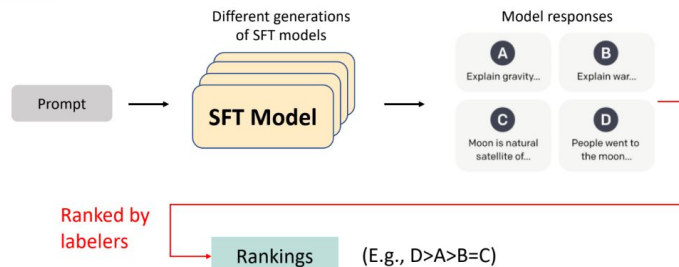 Different generations
of SFT models
Model responses
Prompt
SFT Model
A
Explain gravity...
B
Explain war...
C
Moon is natural
satellite of...
D
People went to
the moon...
Ranked by
labelers
Rankings
(E.g., D>A>B=C)